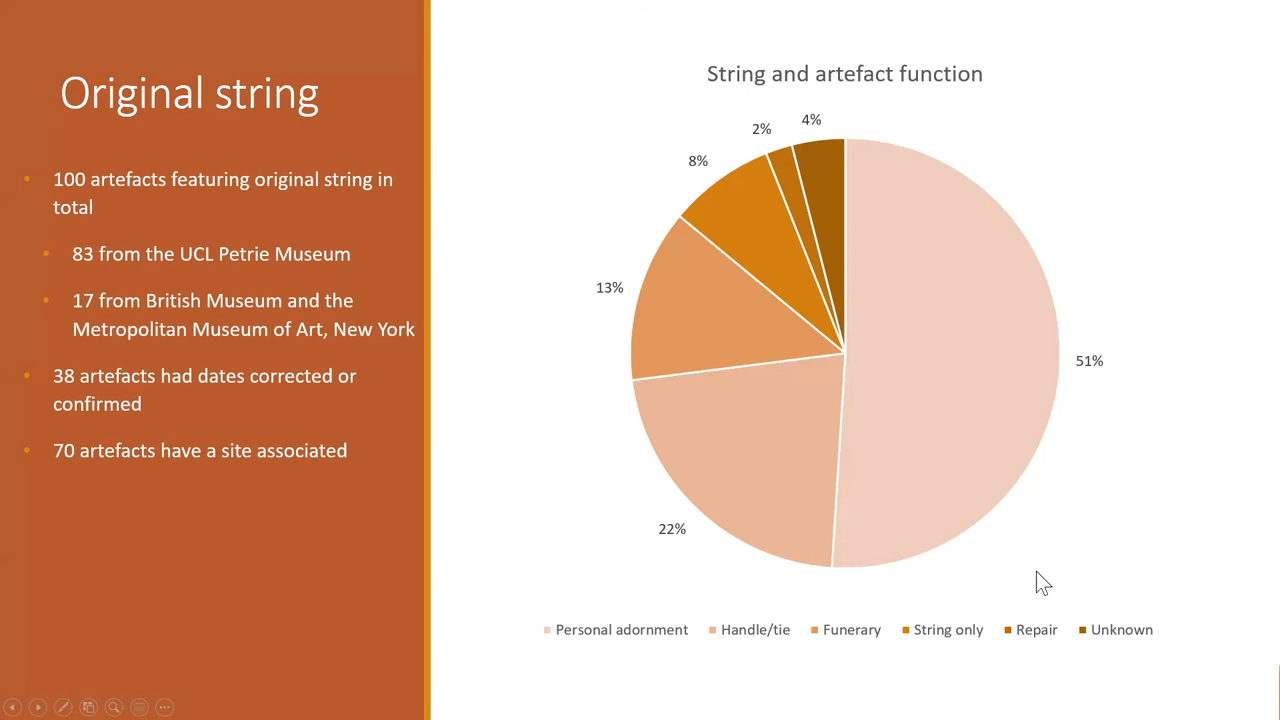 Original string
100 artefacts featuring original string in
total
83 from the UCL Petrie Museum
17 from British Museum and the
Metropolitan Museum of Art, New York
38 artefacts had dates corrected or
confirmed
70 artefacts have a site associated
String and artefact function
4%
2%
8%
13%
51%
22%
Personal adornment Handle/tie Funerary String only Repair Unknown